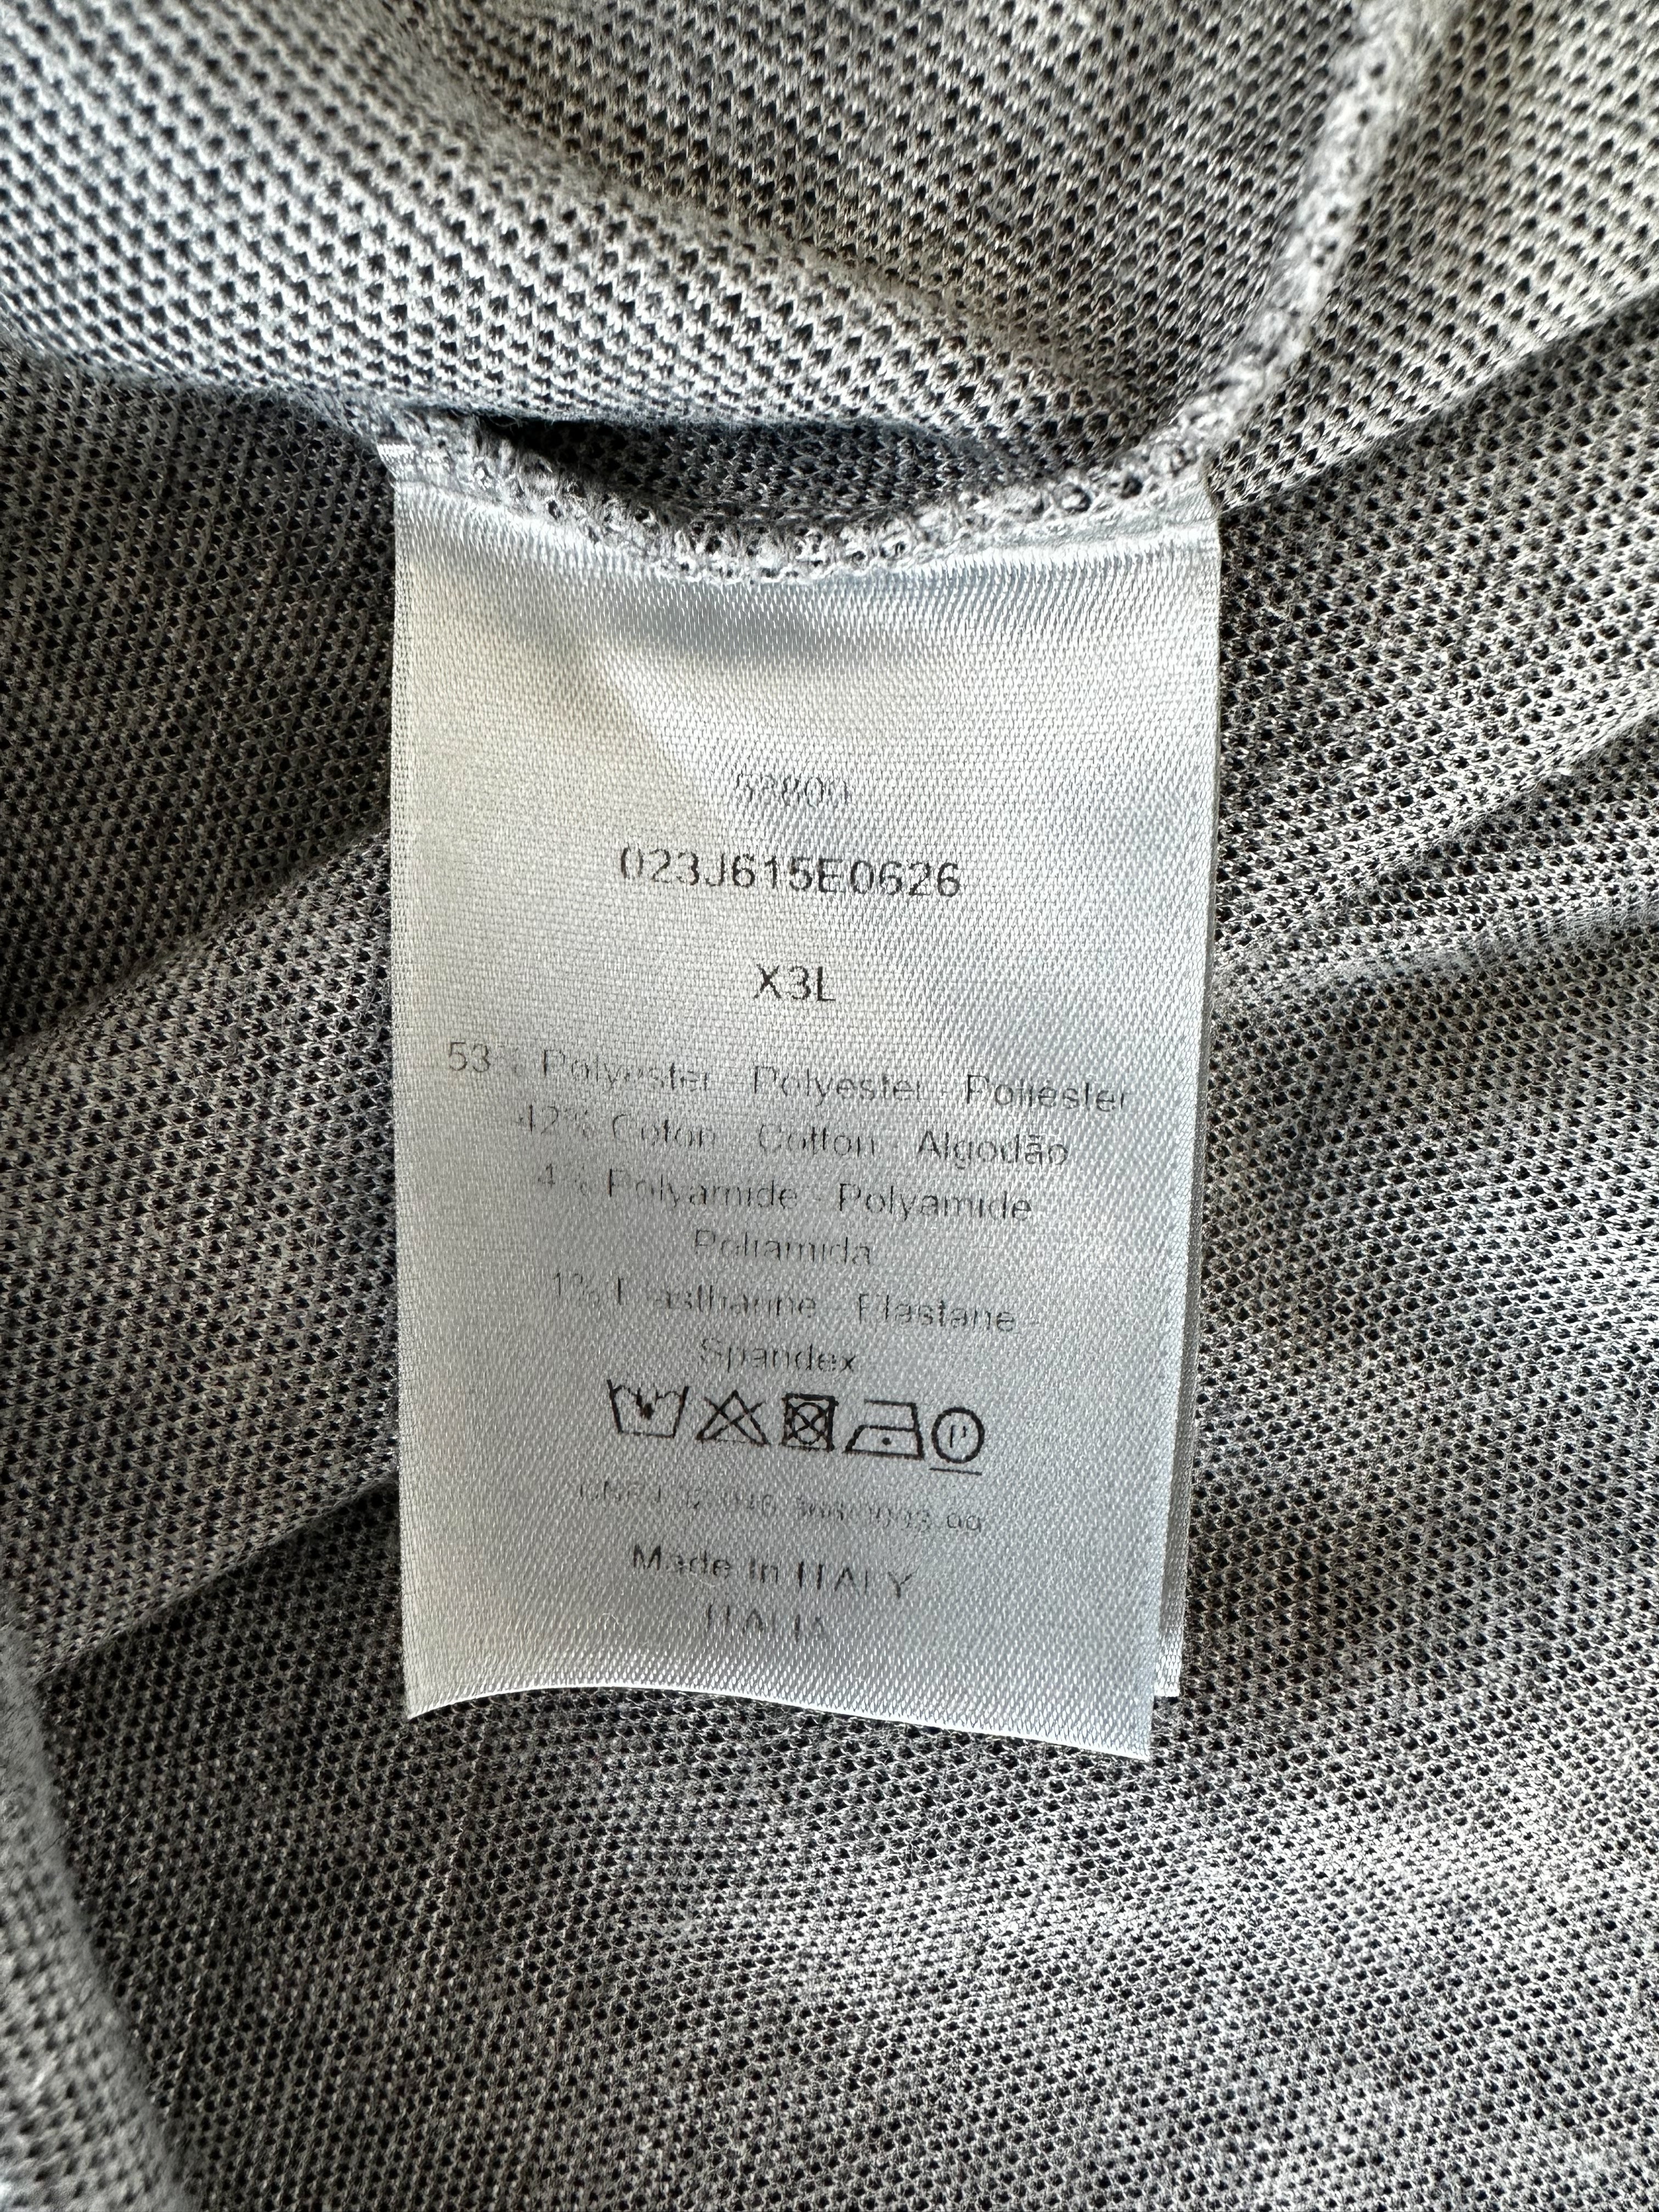 023J615E0626
X3L
53% Polyester - Polyester - Poliester
42% Coton - Cotton - Algodão
4% Polyamide - Polyamide
Poliamida
1% Elasthanne - Elastane -
Spandex
P
Made In ITALY
ITALIA